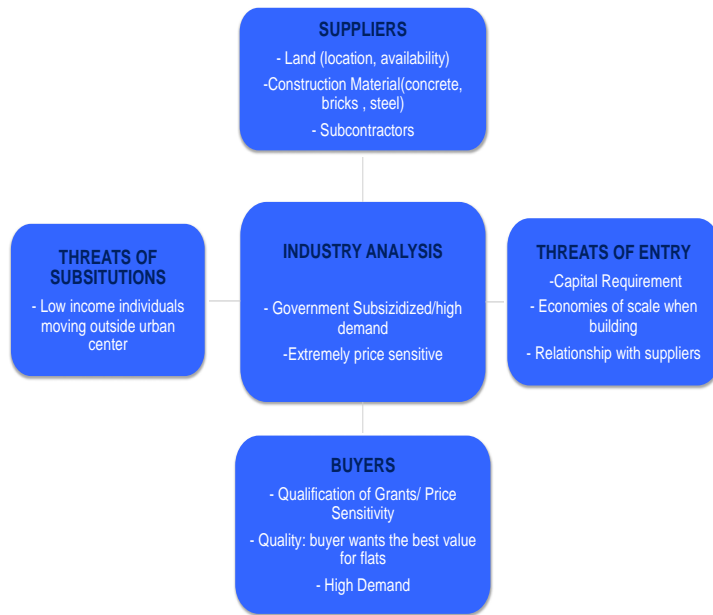 SUPPLIERS
- Land (location, availability)
-Construction Material(concrete,
bricks , steel)
- Subcontractors
THREATS OF
SUBSITUTIONS
- Low income individuals
moving outside urban
center
INDUSTRY ANALYSIS
- Government Subsizidized/high
demand
-Extremely price sensitive
THREATS OF ENTRY
-Capital Requirement
- Economies of scale when
building
- Relationship with suppliers
BUYERS
- Qualification of Grants/ Price
Sensitivity
- Quality: buyer wants the best value
for flats
- High Demand